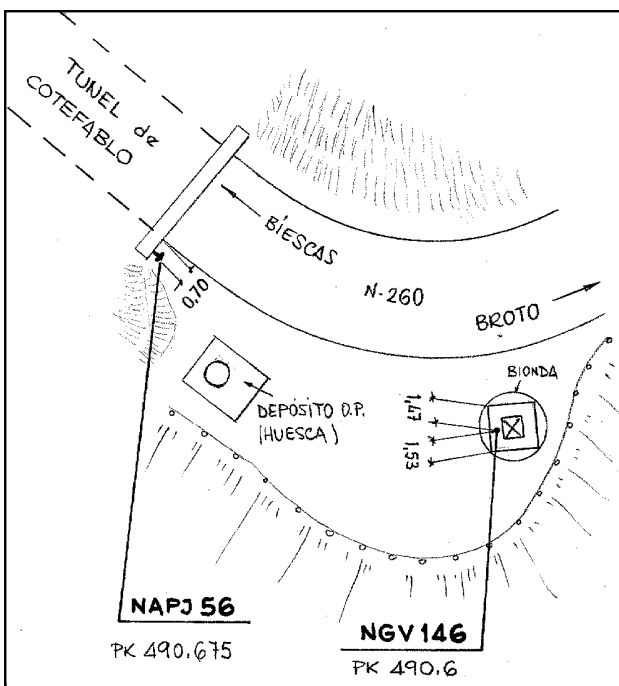 TUNEL de
COTEFABLO
BIESCAS
N-260
BROTO
0,70
DEPÓSITO O.P.
(HUESCA)
BIONDA
1,47
1,53
NAPJ 56
PK 490.675
NGV 146
PK 490.6